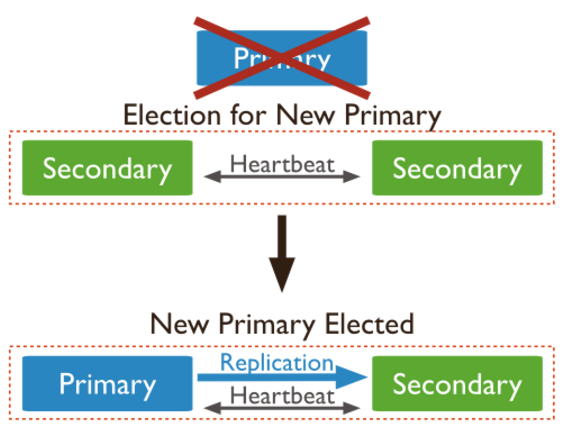 Primary
Election for New Primary
Secondary Heartbeat Secondary
New Primary Elected
Replication
Primary Secondary
Heartbeat